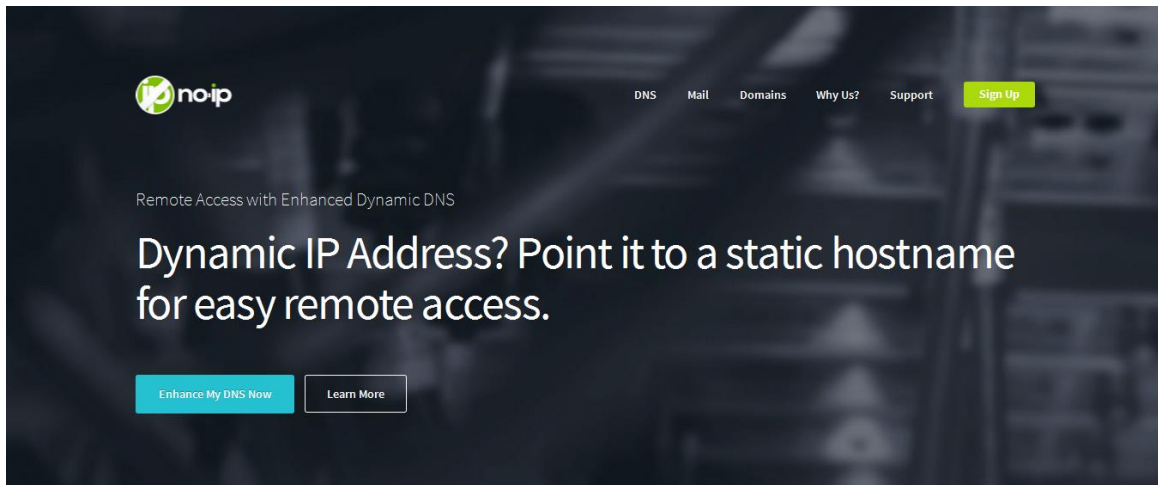 no·ip
DNS Mail Domains Why Us? Support Sign Up
Remote Access with Enhanced Dynamic DNS
Dynamic IP Address? Point it to a static hostname
for easy remote access.
Enhance My DNS Now Learn More